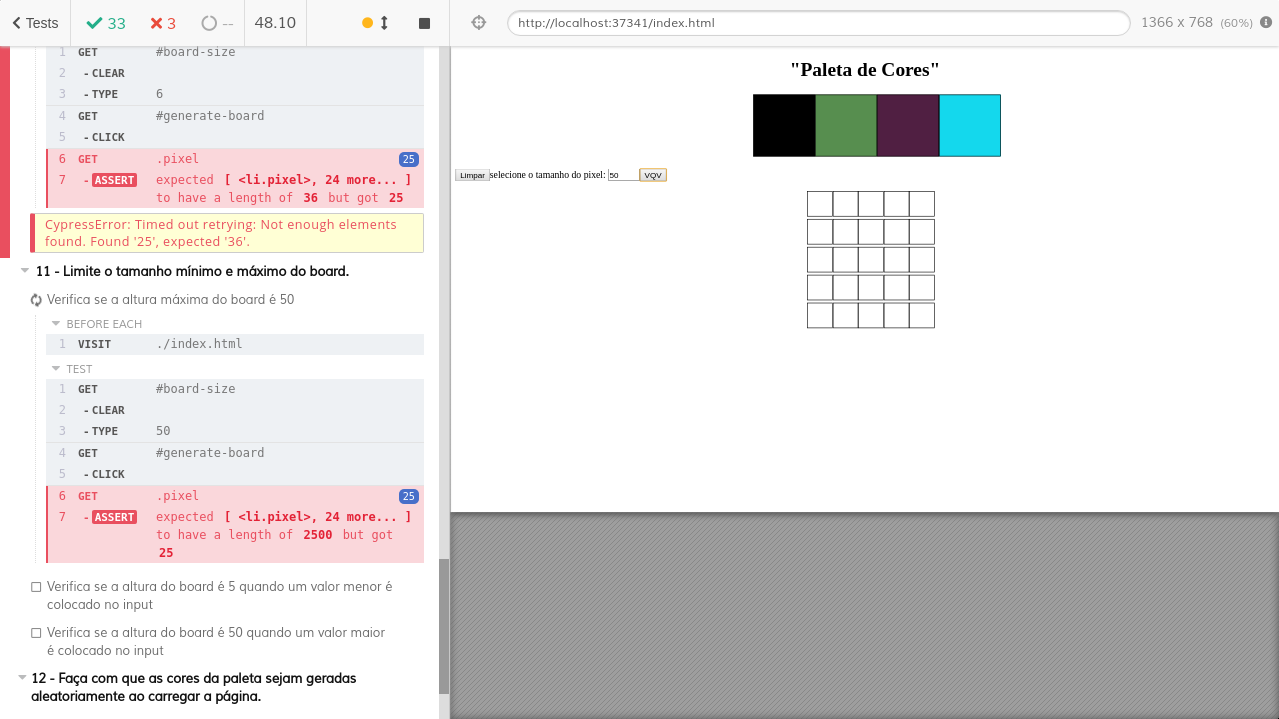 Tests
33
3
--
48.10
http://localhost:37341/index.html
1366 x 768 (60%)
1 GET #board-size
2 - CLEAR
3 - TYPE 6
4 GET #generate-board
5 - CLICK
6 GET .pixel 25
7 - ASSERT expected [ <li.pixel>, 24 more... ]
to have a length of 36 but got 25
CypressError: Timed out retrying: Not enough elements
found. Found '25', expected '36'.
11 - Limite o tamanho mínimo e máximo do board.
Verifica se a altura máxima do board é 50
BEFORE EACH
1 VISIT ./index.html
TEST
1 GET #board-size
2 - CLEAR
3 - TYPE 50
4 GET #generate-board
5 - CLICK
6 GET .pixel 25
7 - ASSERT expected [ <li.pixel>, 24 more... ]
to have a length of 2500 but got
25
Verifica se a altura do board é 5 quando um valor menor é
colocado no input
Verifica se a altura do board é 50 quando um valor maior
é colocado no input
12 - Faça com que as cores da paleta sejam geradas
aleatoriamente ao carregar a página.
"Paleta de Cores"
Limpar selecione o tamanho do pixel: 50 VQV